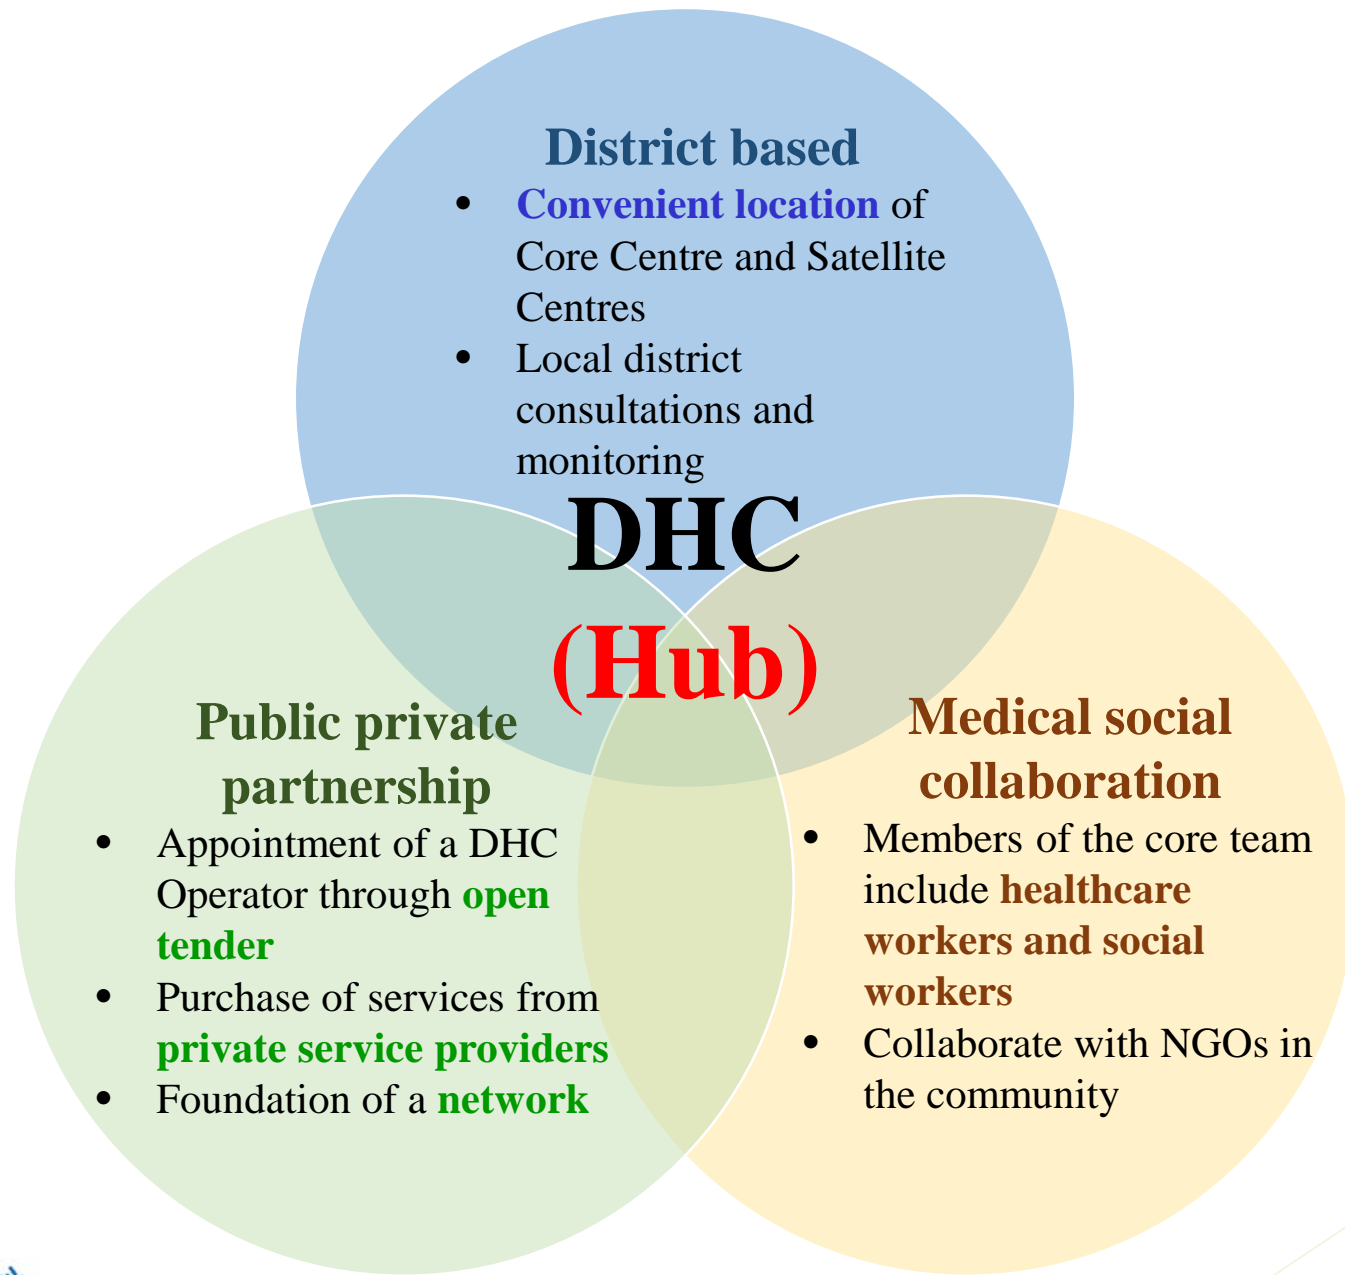 District based
• Convenient location of
Core Centre and Satellite
Centres
• Local district
consultations and
monitoring
DHC
(Hub)
Public private
partnership
• Appointment of a DHC
Operator through open
tender
• Purchase of services from
private service providers
• Foundation of a network
Medical social
collaboration
• Members of the core team
include healthcare
workers and social
workers
• Collaborate with NGOs in
the community